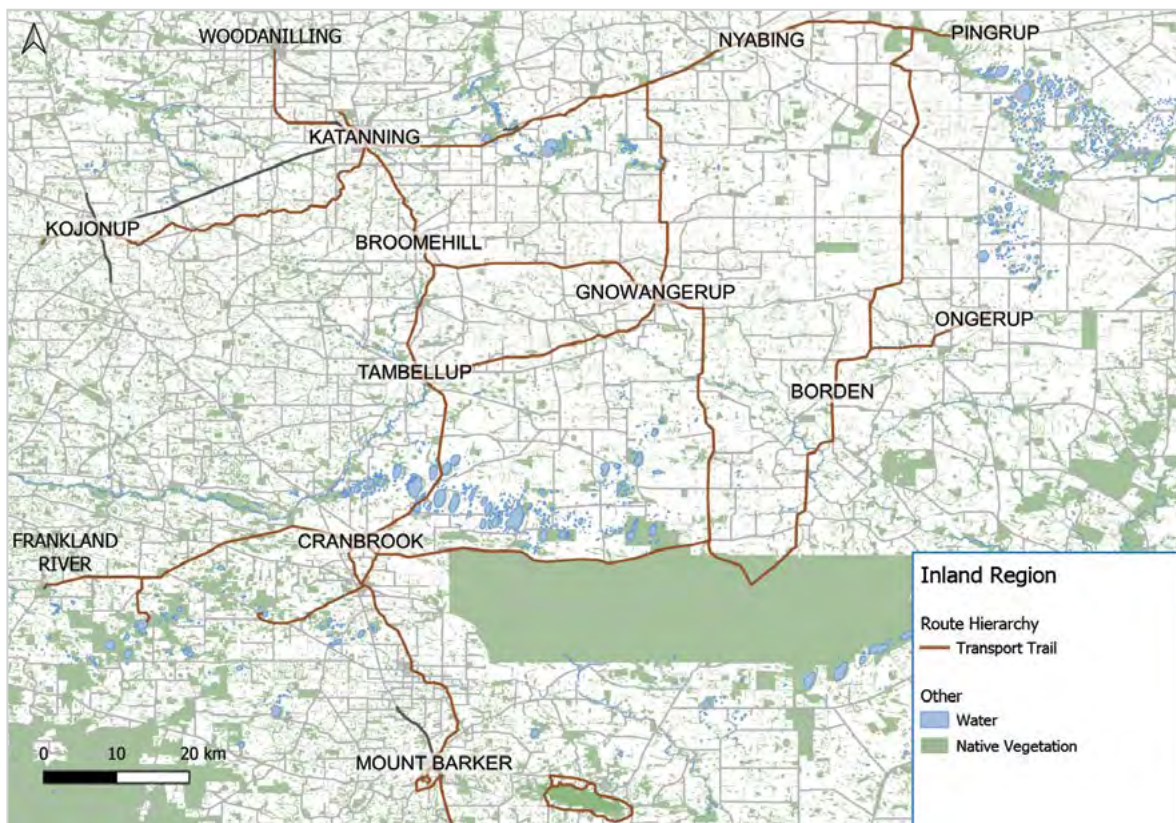 WOODANILLING
NYABING
PINGRUP
KATANNING
KOJONUP
BROOMEHILL
GNOWANGERUP
ONGERUP
TAMBELLUP
BORDEN
FRANKLAND
RIVER
CRANBROOK
MOUNT BARKER
0 10 20 km
Inland Region
Route Hierarchy
Transport Trail
Other
Water
Native Vegetation